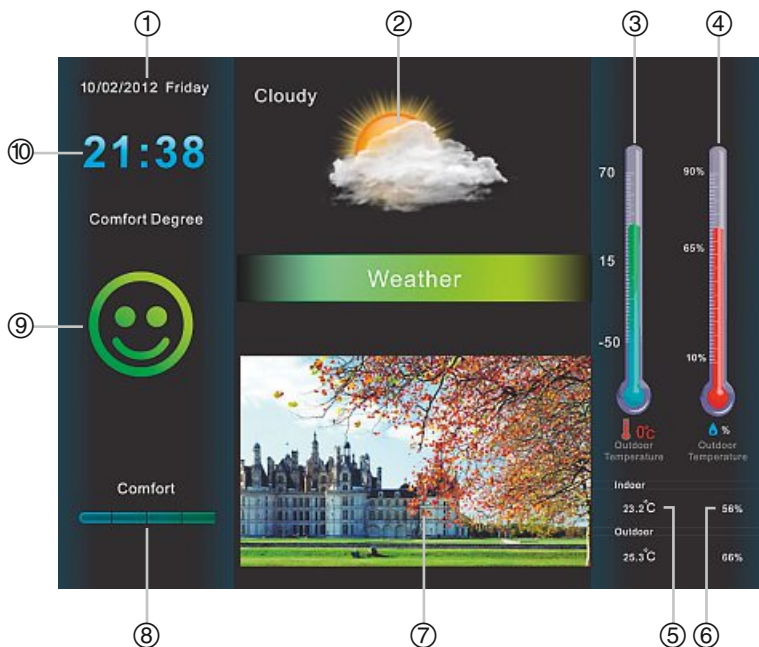 ① ② ③ ④
10/02/2012 Friday
⑩
21:38
Comfort Degree
⑨
Comfort
⑧
Cloudy
Weather
⑦
70
15
-50
0°C
Outdoor
Temperature
90%
65%
10%
%
Outdoor
Temperature
Indoor
23.2°C 56%
⑤ ⑥
Outdoor
25.3°C 66%